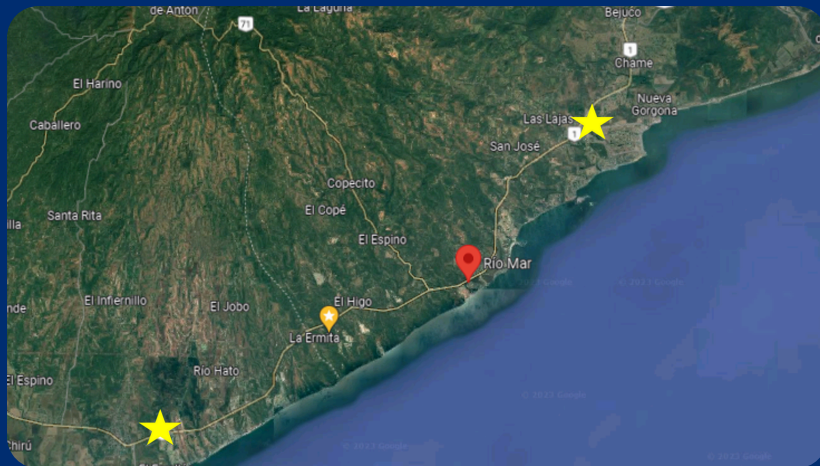 de Antón
71
La Laguna
Bejuco
1
Chame
El Harino
Nueva
Gorgona
Las Lajas
1
Caballero
San José
Copecito
El Copé
Santa Rita
El Espino
Río Mar
El Infiernillo
El Jobo
El Higo
La Ermita
Río Hato
El Espino
Chirú